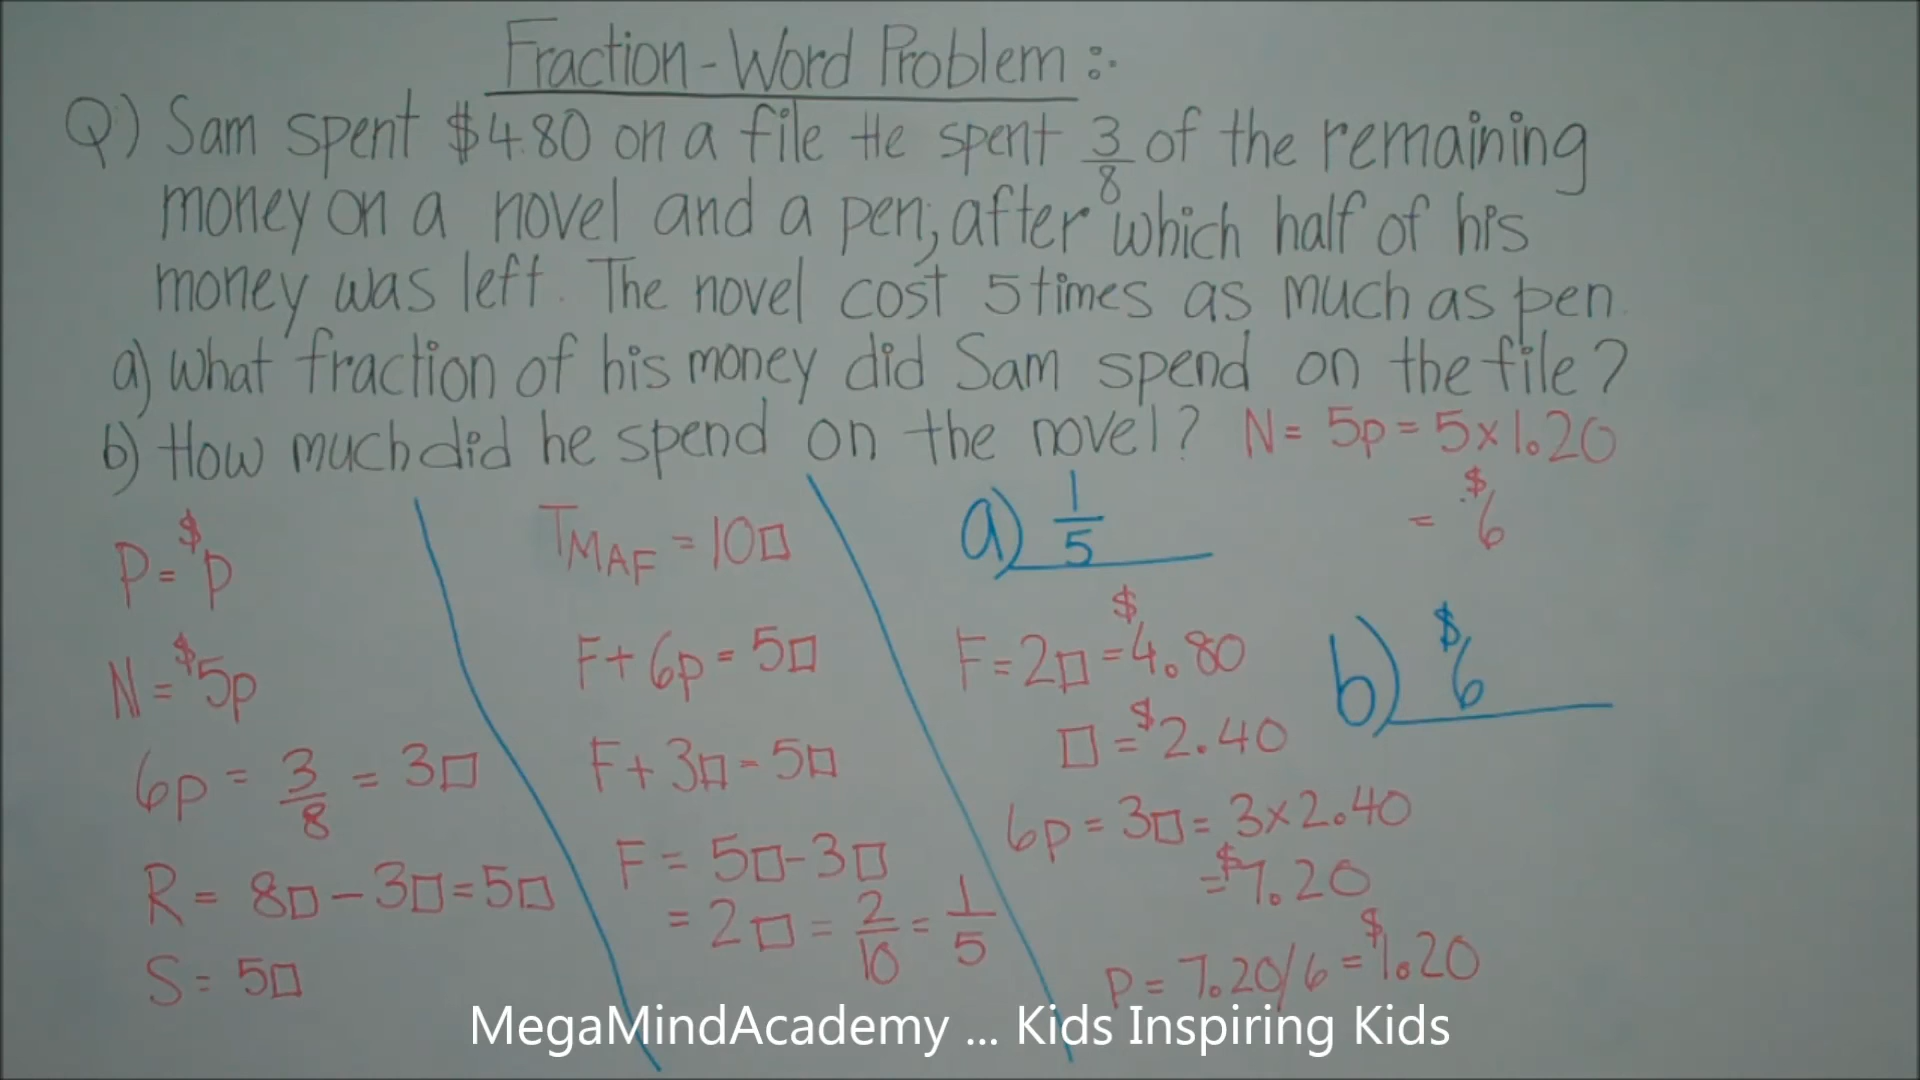 Fraction-Word Problem :-
Q) Sam spent $4.80 on a file He spent 3/8 of the remaining
money on a novel and a pen; after which half of his
money was left. The novel cost 5 times as much as pen.
a) What fraction of his money did Sam spend on the file?
b) How much did he spend on the novel? N= 5p = 5×1.20
= $6
P= $p
N = $5p
6p = 3/8 = 3□
R = 8□ - 3□ = 5□
S = 5□
TMAF = 10□
F + 6p = 5□
F + 3□ = 5□
F = 5□ - 3□
= 2□ = 2/10 = 1/5
a) 1/5
F = 2□ = $4.80
□ = $2.40
6p = 3□ = 3×2.40
= $7.20
P = 7.20/6 = $1.20
b) $6
MegaMindAcademy ... Kids Inspiring Kids